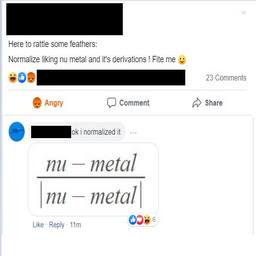 Here to rattle some feathers:
Normalize liking nu metal and it's derivations ! Fite me
23 Comments
Angry
Comment
Share
ok i normalized it
nu – metal
|nu – metal|
Like · Reply · 11m
6